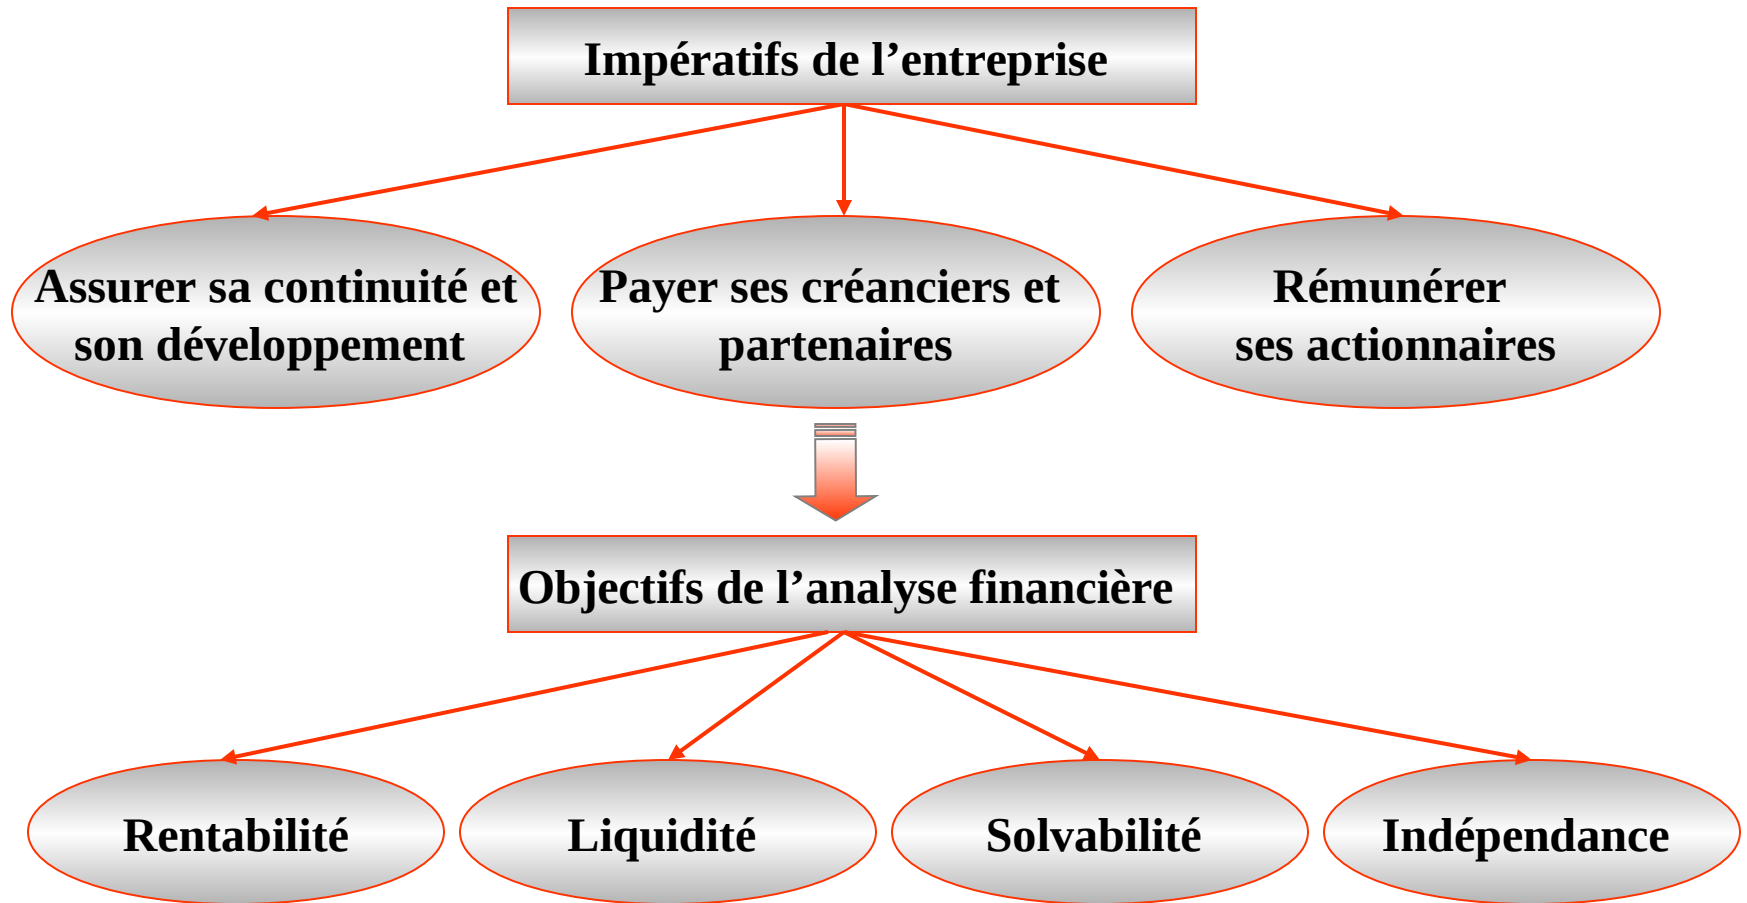 Impératifs de l’entreprise
Assurer sa continuité et
son développement
Payer ses créanciers et
partenaires
Rémunérer
ses actionnaires
Objectifs de l’analyse financière
Rentabilité
Liquidité
Solvabilité
Indépendance